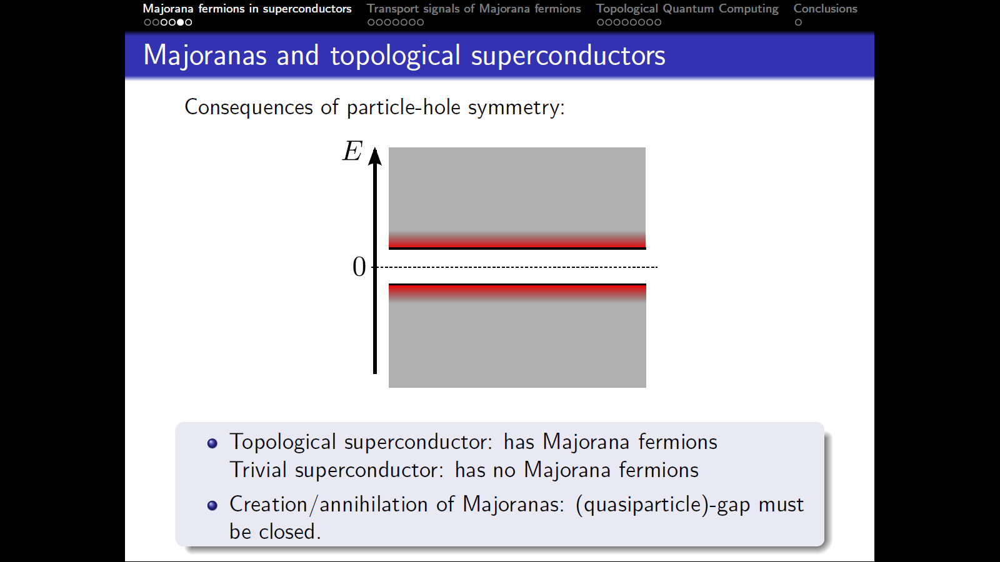 Majorana fermions in superconductors Transport signals of Majorana fermions Topological Quantum Computing Conclusions
Majoranas and topological superconductors
Consequences of particle-hole symmetry:
E
0
Topological superconductor: has Majorana fermions
Trivial superconductor: has no Majorana fermions
Creation/annihilation of Majoranas: (quasiparticle)-gap must
be closed.